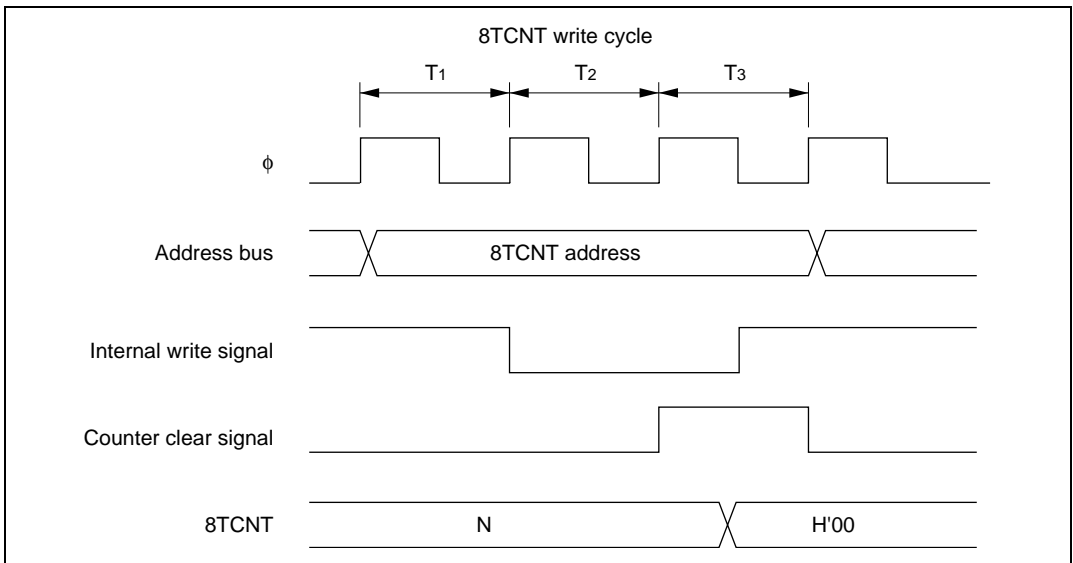 8TCNT write cycle
T1 T2 T3
φ
Address bus 8TCNT address
Internal write signal
Counter clear signal
8TCNT N H'00